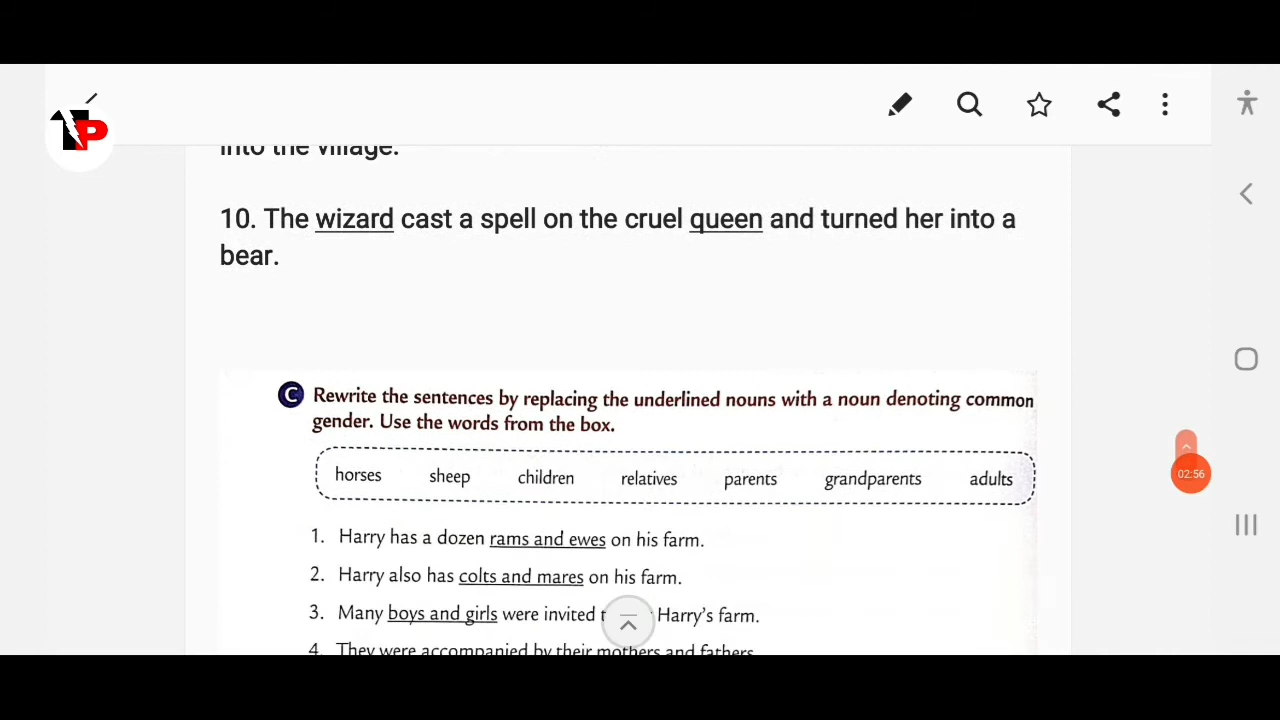 P
into the village.
10. The wizard cast a spell on the cruel queen and turned her into a
bear.
C Rewrite the sentences by replacing the underlined nouns with a noun denoting common
gender. Use the words from the box.
horses sheep children relatives parents grandparents adults
1. Harry has a dozen rams and ewes on his farm.
2. Harry also has colts and mares on his farm.
02:56
3. Many boys and girls were invited Harry's farm.
4. They were accompanied by their mothers and fathers.